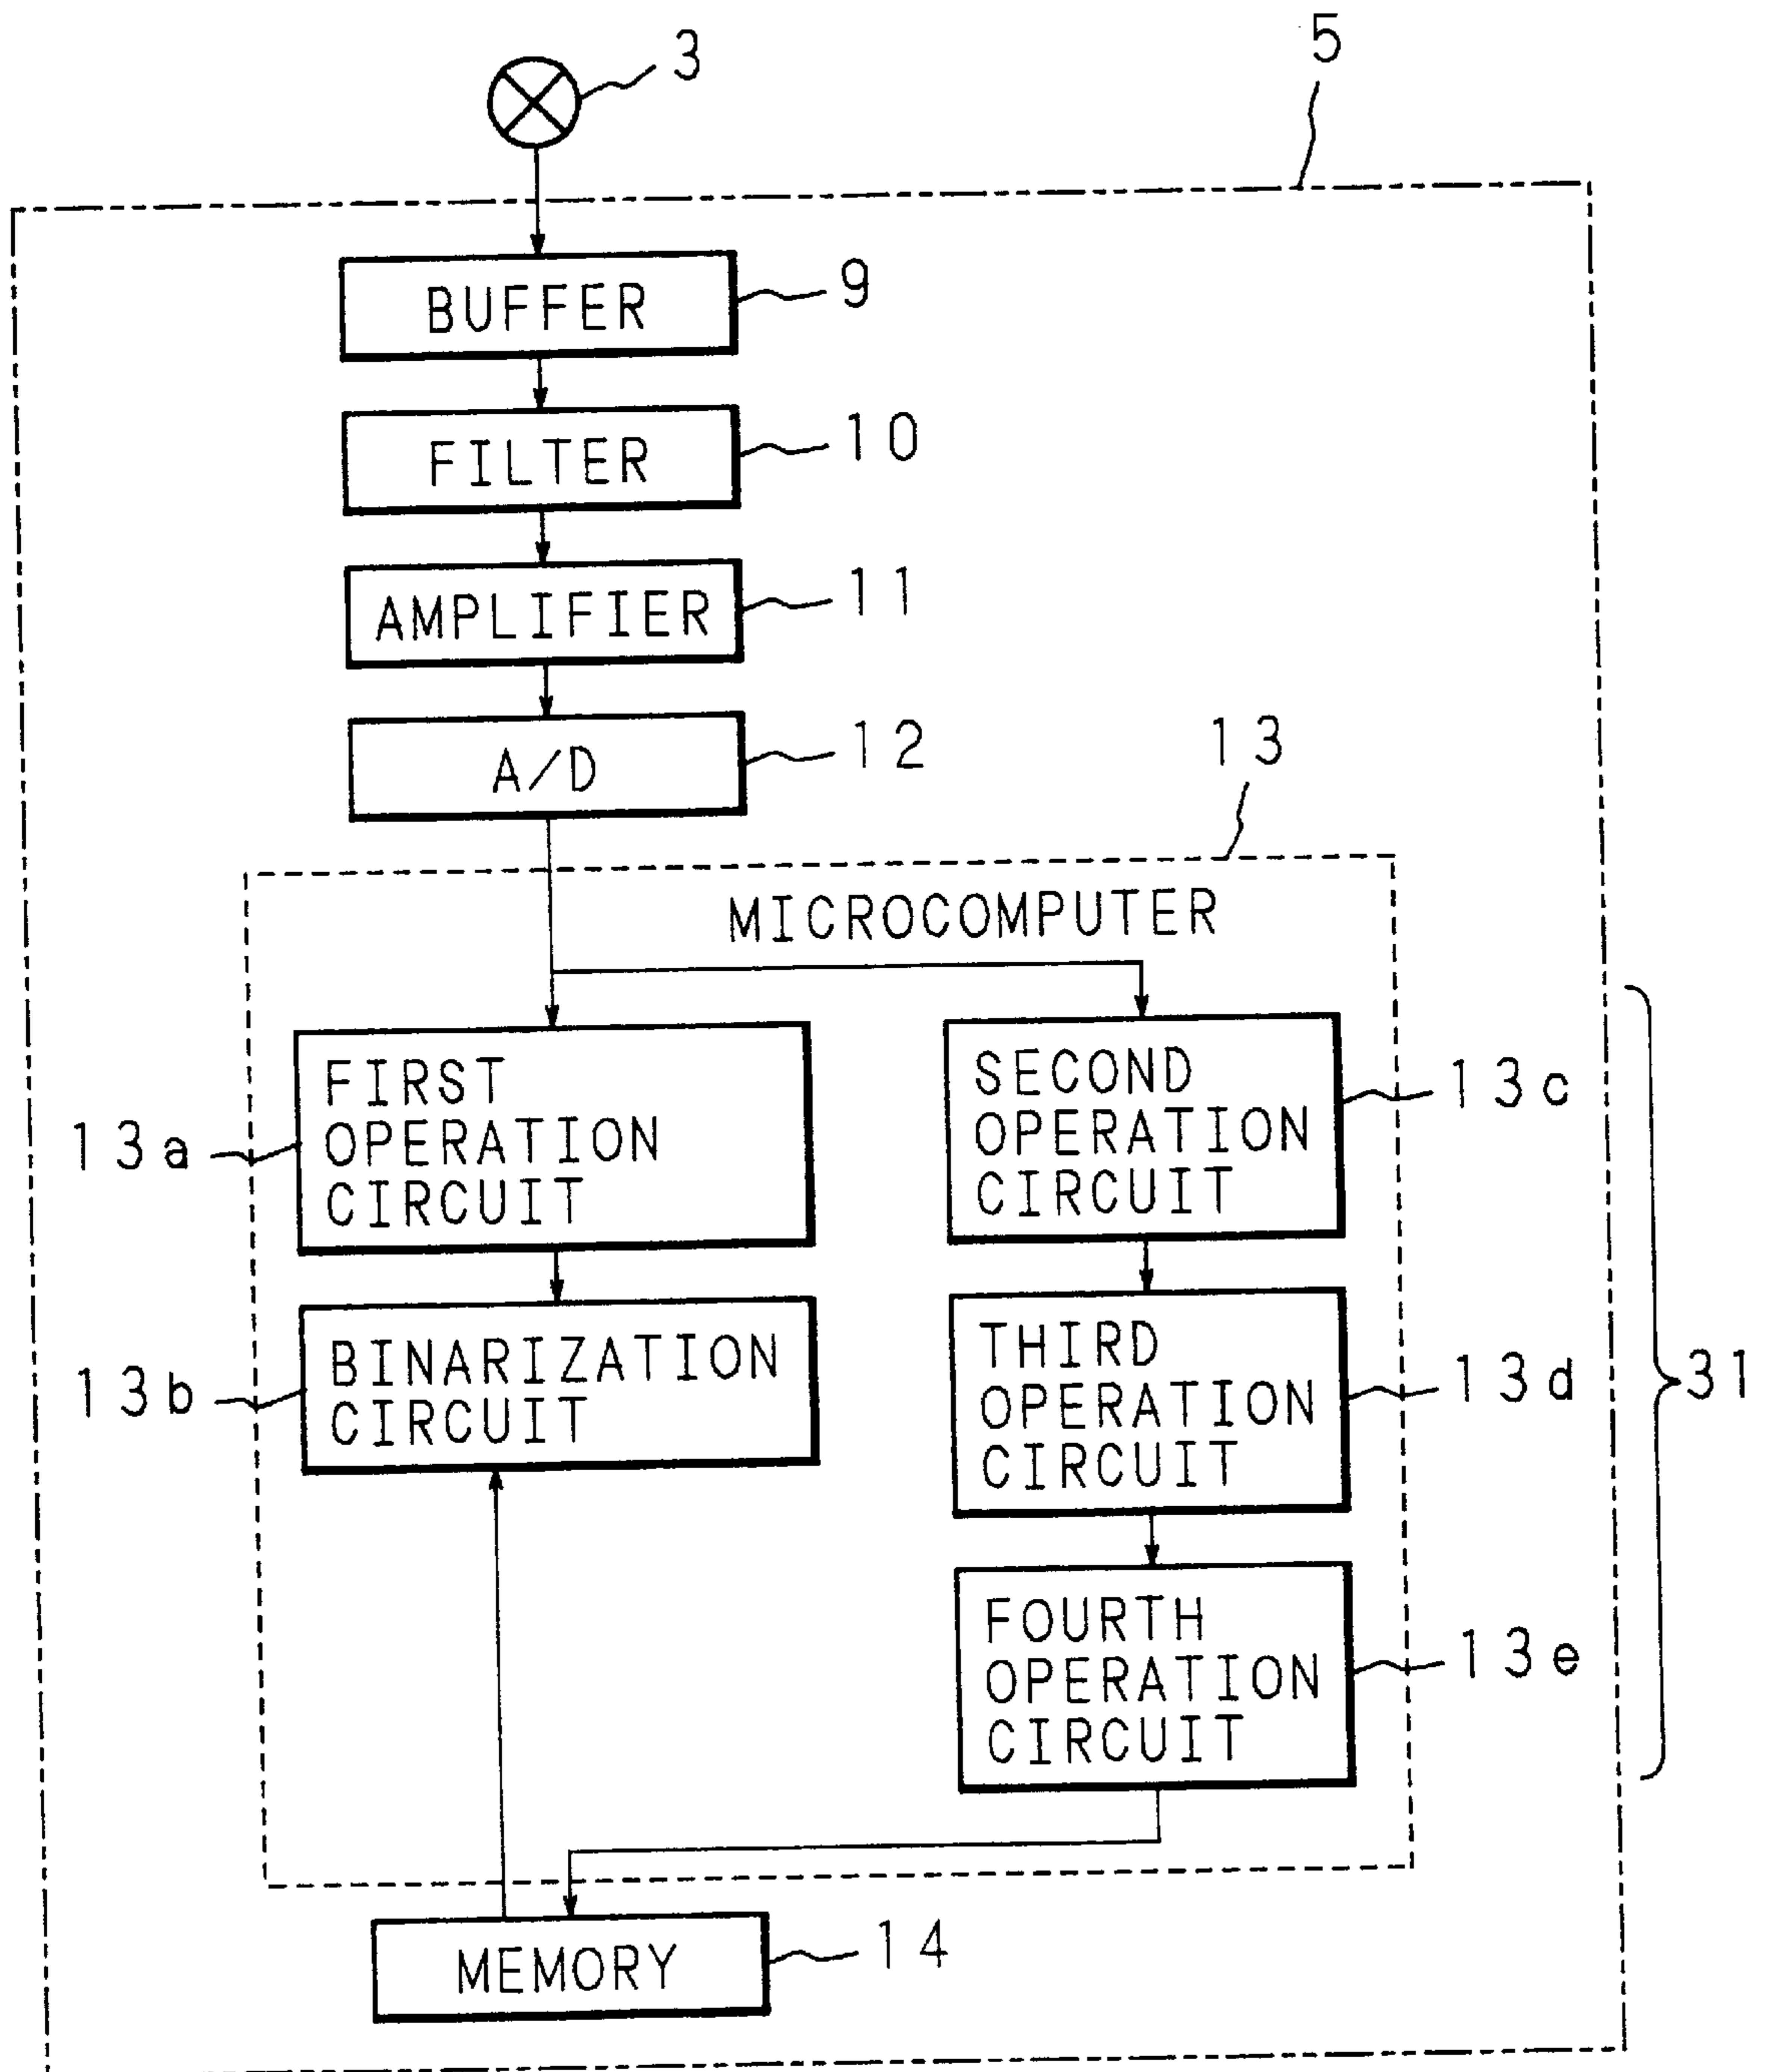 5
3
BUFFER
9
FILTER
10
AMPLIFIER
11
A/D
12
13
MICROCOMPUTER
FIRST
OPERATION
CIRCUIT
13a
SECOND
OPERATION
CIRCUIT
13c
BINARIZATION
CIRCUIT
13b
THIRD
OPERATION
CIRCUIT
13d
31
FOURTH
OPERATION
CIRCUIT
13e
MEMORY
14